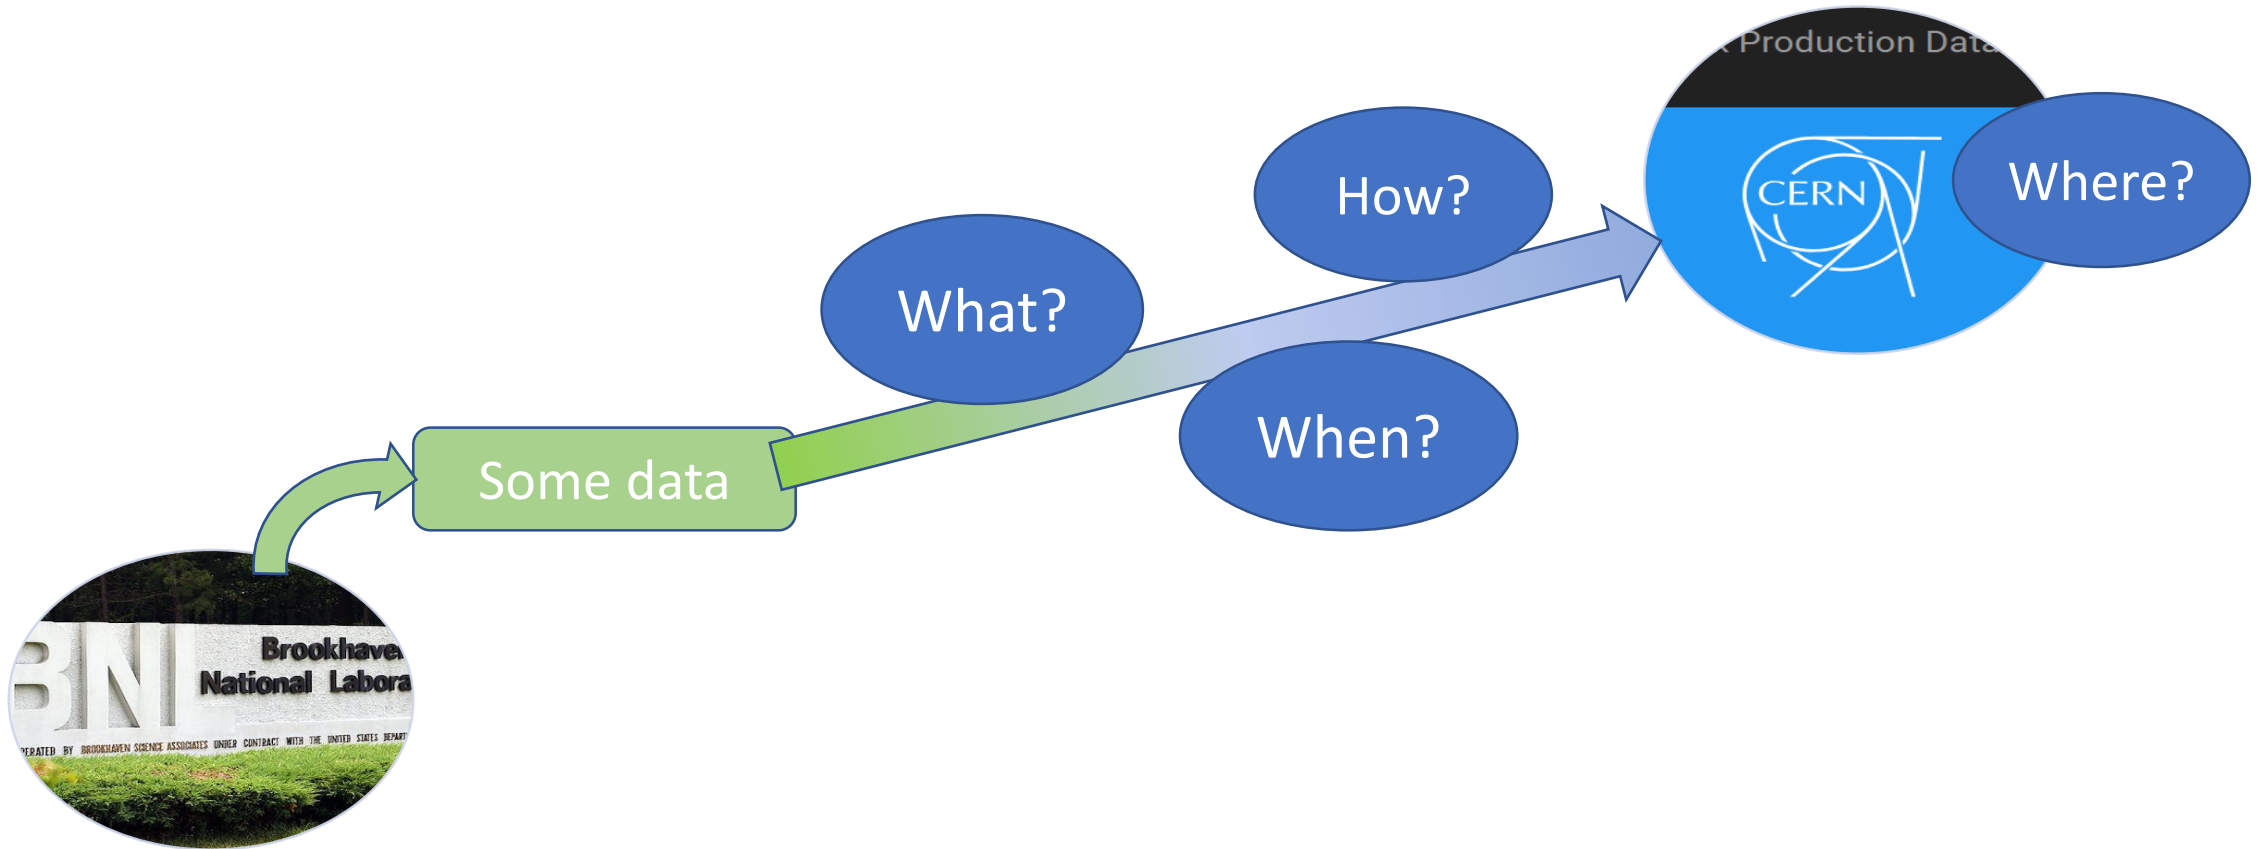 Production Data
CERN
Where?
How?
What?
When?
Some data
BNL
Brookhaven
National Labora
OPERATED BY BROOKHAVEN SCIENCE ASSOCIATES UNDER CONTRACT WITH THE UNITED STATES DEPART